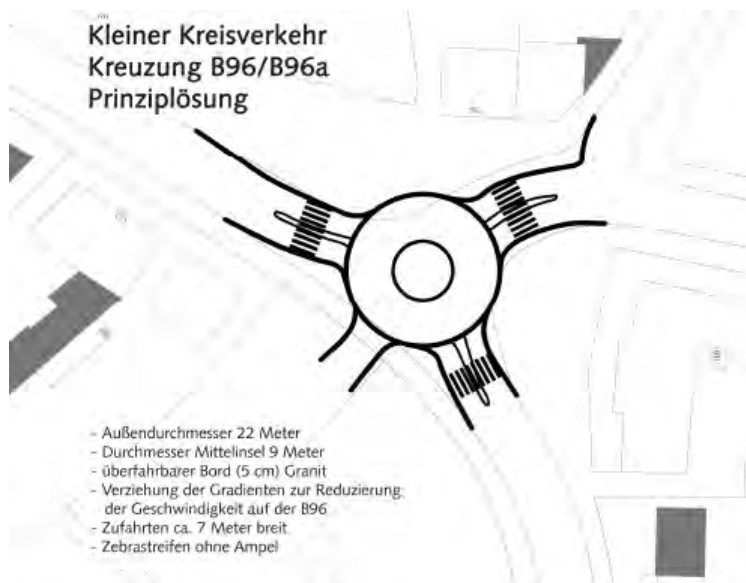 Kleiner Kreisverkehr
Kreuzung B96/B96a
Prinziplösung
- Außendurchmesser 22 Meter
- Durchmesser Mittelinsel 9 Meter
- überfahrbarer Bord (5 cm) Granit
- Verziehung der Gradienten zur Reduzierung
der Geschwindigkeit auf der B96
- Zufahrten ca. 7 Meter breit
- Zebrastreifen ohne Ampel